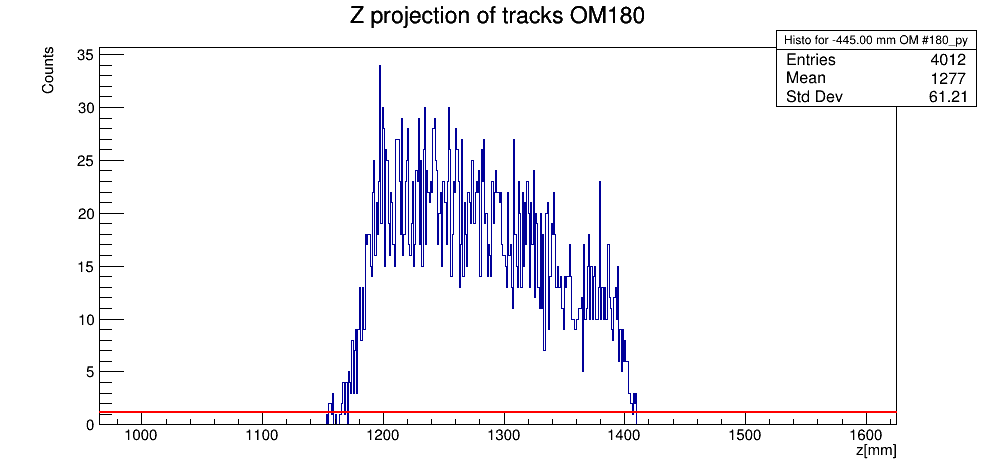 Z projection of tracks OM180
Histo for -445.00 mm OM #180_py
Entries 4012
Mean 1277
Std Dev 61.21
Counts
35
30
25
20
15
10
5
0
1000 1100 1200 1300 1400 1500 1600
z[mm]